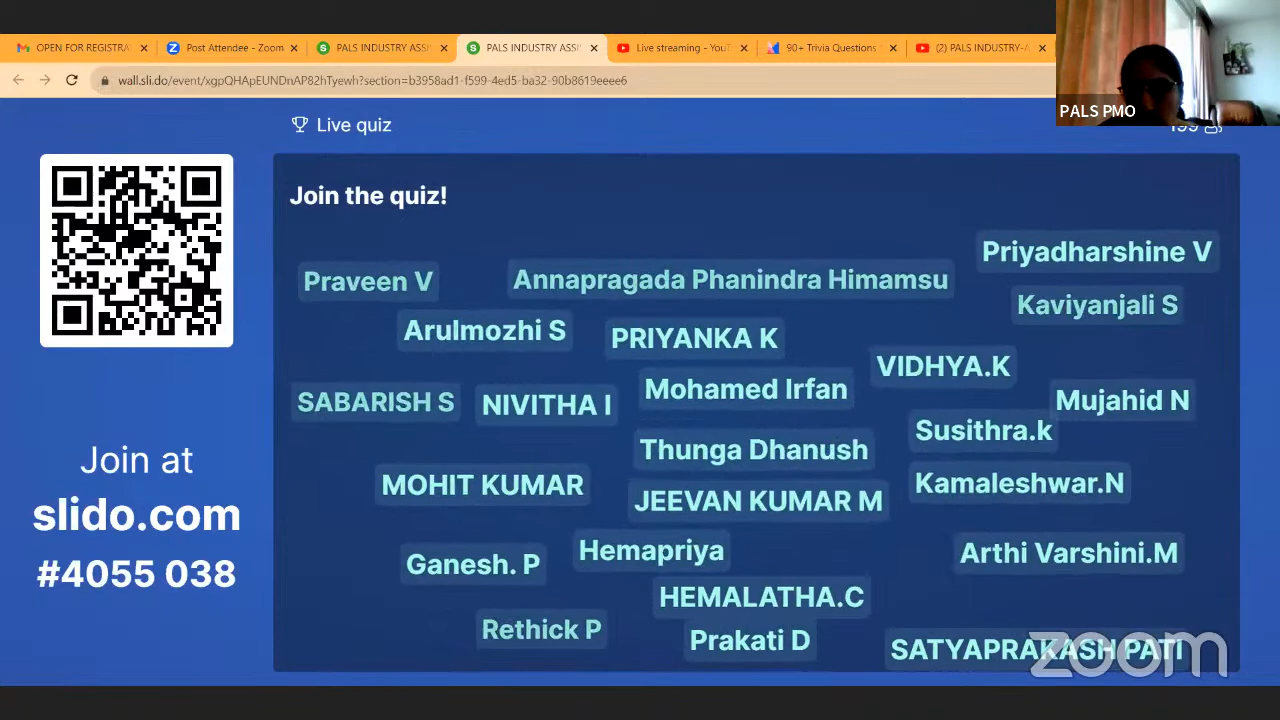 OPEN FOR REGISTRA
Post Attendee - Zoom
PALS INDUSTRY ASSI
PALS INDUSTRY ASSI
Live streaming - YouT
90+ Trivia Questions
(2) PALS INDUSTRY-A
wall.sli.do/event/xgpQHApEUNDnAP82hTyewh?section=b3958ad1-f599-4ed5-ba32-90b8619eeee6
PALS PMO
Live quiz
199
Join the quiz!
Priyadharshine V
Praveen V
Annapragada Phanindra Himamsu
Kaviyanjali S
Arulmozhi S
PRIYANKA K
VIDHYA.K
SABARISH S
NIVITHA I
Mohamed Irfan
Mujahid N
Susithra.k
Thunga Dhanush
MOHIT KUMAR
JEEVAN KUMAR M
Kamaleshwar.N
Ganesh. P
Hemapriya
Arthi Varshini.M
HEMALATHA.C
Rethick P
Prakati D
SATYAPRAKASH PATI
Join at
slido.com
#4055 038
zoom